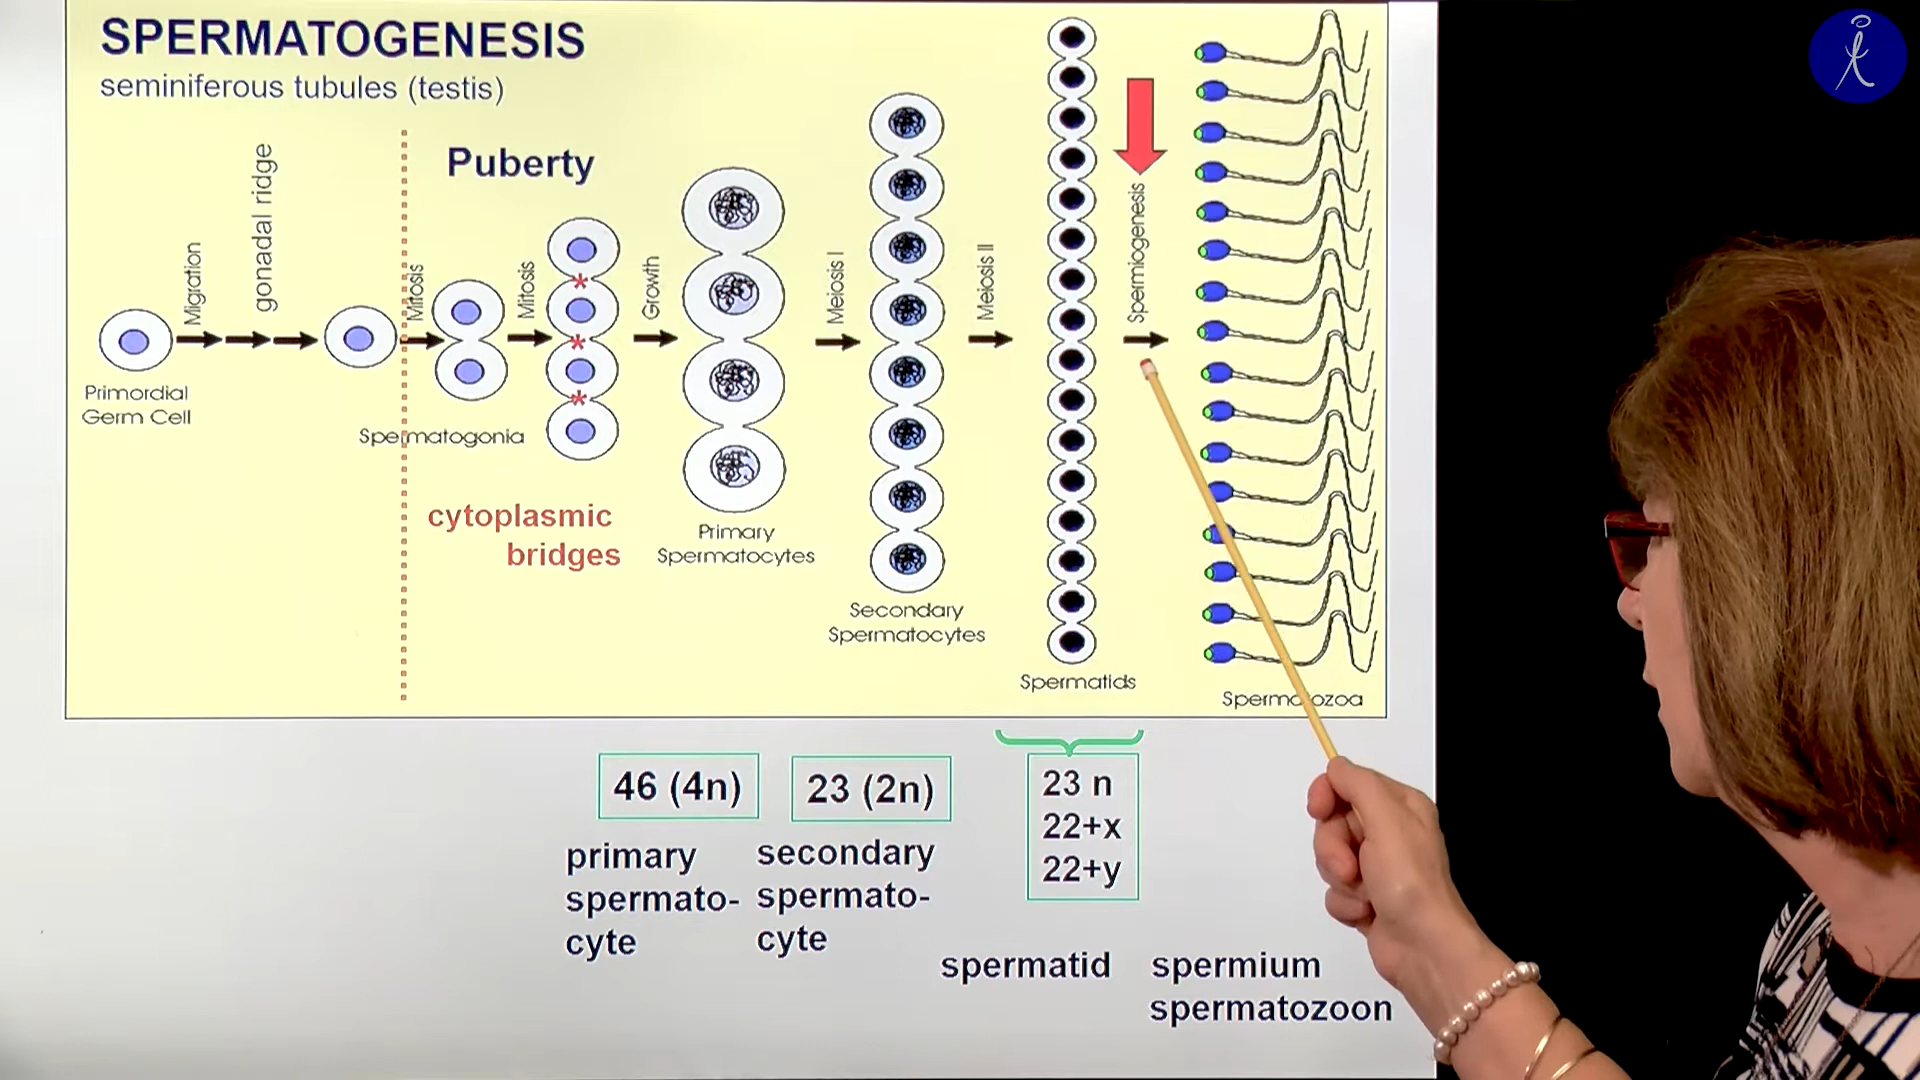 SPERMATOGENESIS
seminiferous tubules (testis)
Puberty
Migration
gonadal ridge
Mitosis
Mitosis
Growth
Meiosis I
Meiosis II
Spermiogenesis
Primordial
Germ Cell
Spermatogonia
*
*
*
cytoplasmic
bridges
Primary
Spermatocytes
Secondary
Spermatocytes
Spermatids
Spermatozoa
46 (4n)
23 (2n)
23 n
22+x
22+y
primary
spermato-
cyte
secondary
spermato-
cyte
spermatid
spermium
spermatozoon